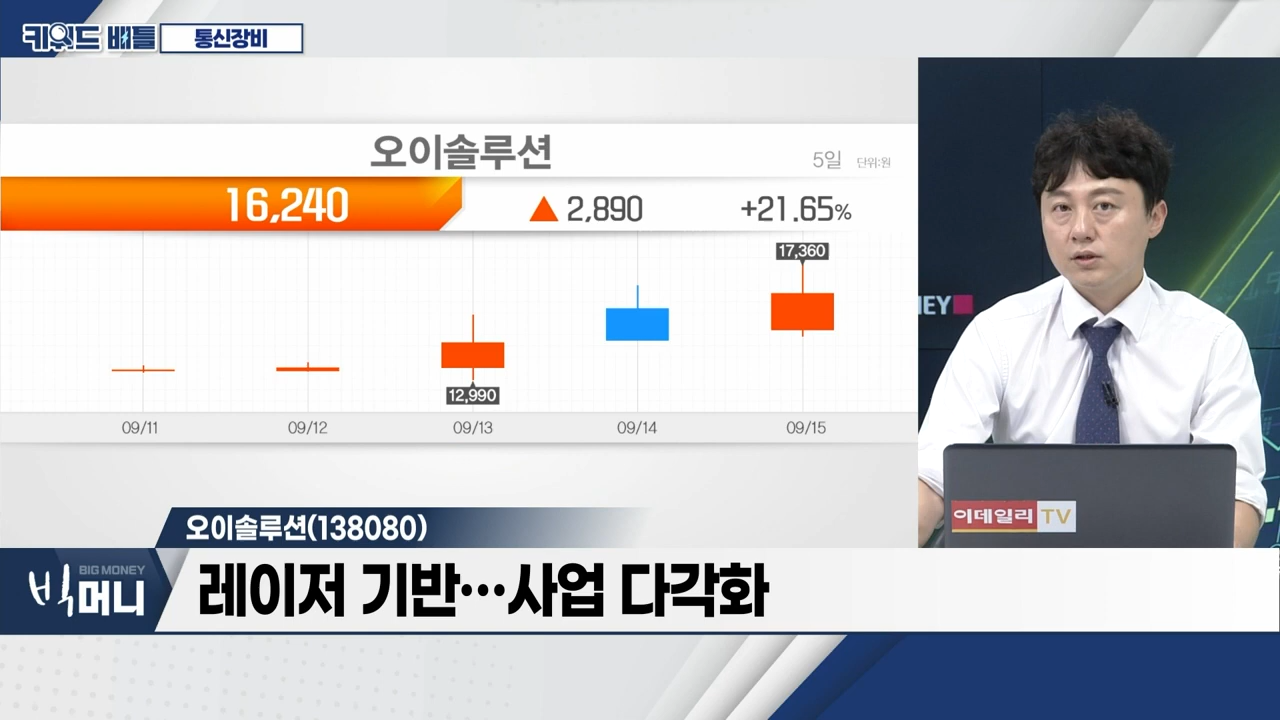 키워드 배틀
통신장비
오이솔루션
5일 단위:원
16,240 ▲ 2,890 +21.65%
17,360
12,990
09/11 09/12 09/13 09/14 09/15
NEY
이데일리 TV
오이솔루션(138080)
BIG MONEY
빅머니
레이저 기반…사업 다각화